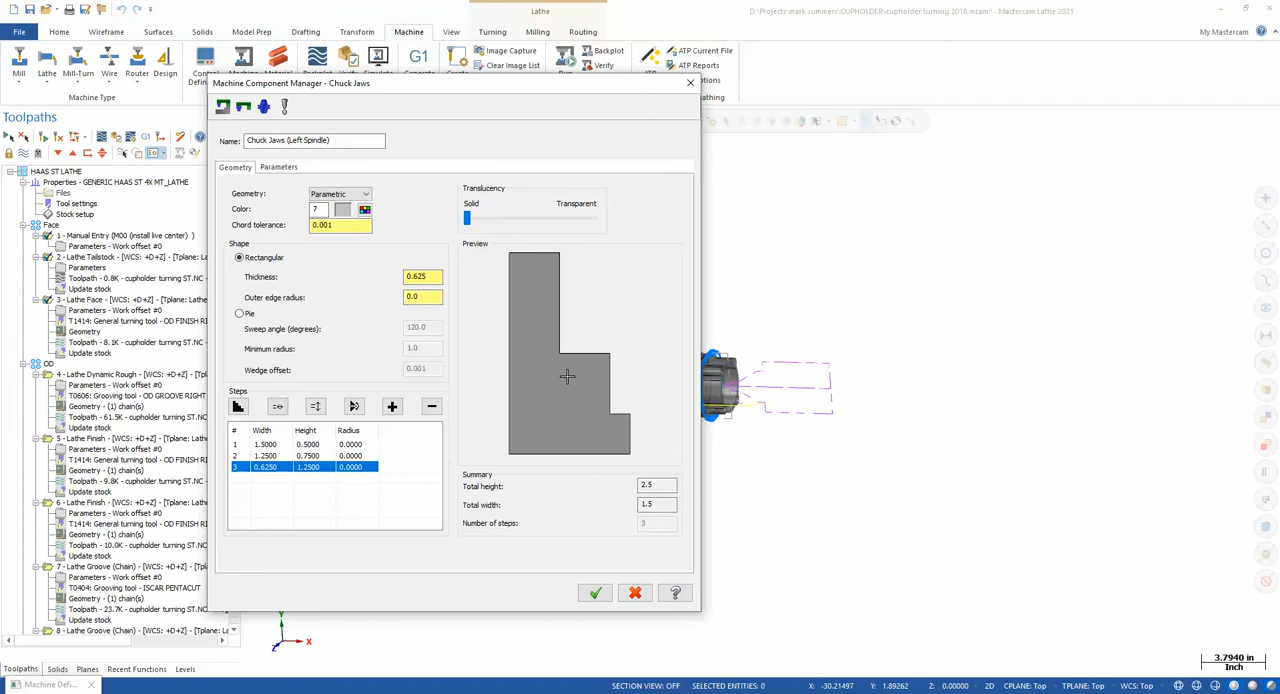 Lathe
D:\Projects\mark summers\CUPHOLDER\cupholder turning 2018.mcam* - Mastercam Lathe 2021
File Home Wireframe Surfaces Solids Model Prep Drafting Transform Machine View Turning Milling Routing My Mastercam
Mill Lathe Mill-Turn Wire Router Design
Machine Type
Image Capture
Clear Image List
Backplot
Verify
ATP Current File
ATP Reports
G1
Toolpaths
HAAS ST LATHE
Properties - GENERIC HAAS ST 4X MT_LATHE
Files
Tool settings
Stock setup
Face
1 - Manual Entry (M00 (install live center) )
Parameters - Work offset #0
2 - Lathe Tailstock - [WCS: +D+Z] - [Tplane:
Parameters
Toolpath - 0.8K - cupholder turning ST.NC
Update stock
3 - Lathe Face - [WCS: +D+Z] - [Tplane: Low
Parameters - Work offset #0
T1414: General turning tool - OD FINISH RI
Geometry
Toolpath - 8.1K - cupholder turning ST.NC
Update stock
OD
4 - Lathe Dynamic Rough - [WCS: +D+Z] - [T
Parameters - Work offset #0
T0606: General turning tool - OD GROOVE RIGHT
Geometry - (1) chain(s)
Toolpath - 61.5K - cupholder turning ST.NC
Update stock
5 - Lathe Finish - [WCS: +D+Z] - [Tplane: Lo
Parameters - Work offset #0
T1414: General turning tool - OD FINISH RI
Geometry - (1) chain(s)
Toolpath - 9.8K - cupholder turning ST.NC
Update stock
6 - Lathe Finish - [WCS: +D+Z] - [Tplane: Lo
Parameters - Work offset #0
T1414: General turning tool - OD FINISH RI
Geometry - (1) chain(s)
Toolpath - 10.0K - cupholder turning ST.NC
Update stock
7 - Lathe Groove (Chain) - [WCS: +D+Z] - [T
Parameters - Work offset #0
T0404: General turning tool - ISCAR PENTACUT
Geometry - (1) chain(s)
Toolpath - 23.7K - cupholder turning ST.NC
Update stock
8 - Lathe Groove (Chain) - [WCS: +D+Z] - [T
Toolpaths Solids Planes Recent Functions Levels
Machine Defi...
Machine Component Manager - Chuck Jaws
Name: Chuck Jaws (Left Spindle)
Geometry Parameters
Geometry: Parametric
Color: 7
Chord tolerance: 0.001
Translucency
Solid Transparent
Shape
Rectangular
Thickness: 0.625
Outer edge radius: 0.0
Pie
Sweep angle (degrees): 120.0
Minimum radius: 1.0
Wedge offset: 0.001
Steps
# Width Height Radius
1 1.5000 0.5000 0.0000
2 1.2500 0.7500 0.0000
3 0.6250 1.2500 0.0000
Preview
Summary
Total height: 2.5
Total width: 1.5
Number of steps: 3
Y
X
Z
3.7940 in
Inch
SECTION VIEW: OFF SELECTED ENTITIES: 0 X: -30.21497 Y: 1.89262 Z: 0.00000 2D CPLANE: Top TPLANE: Top WCS: Top